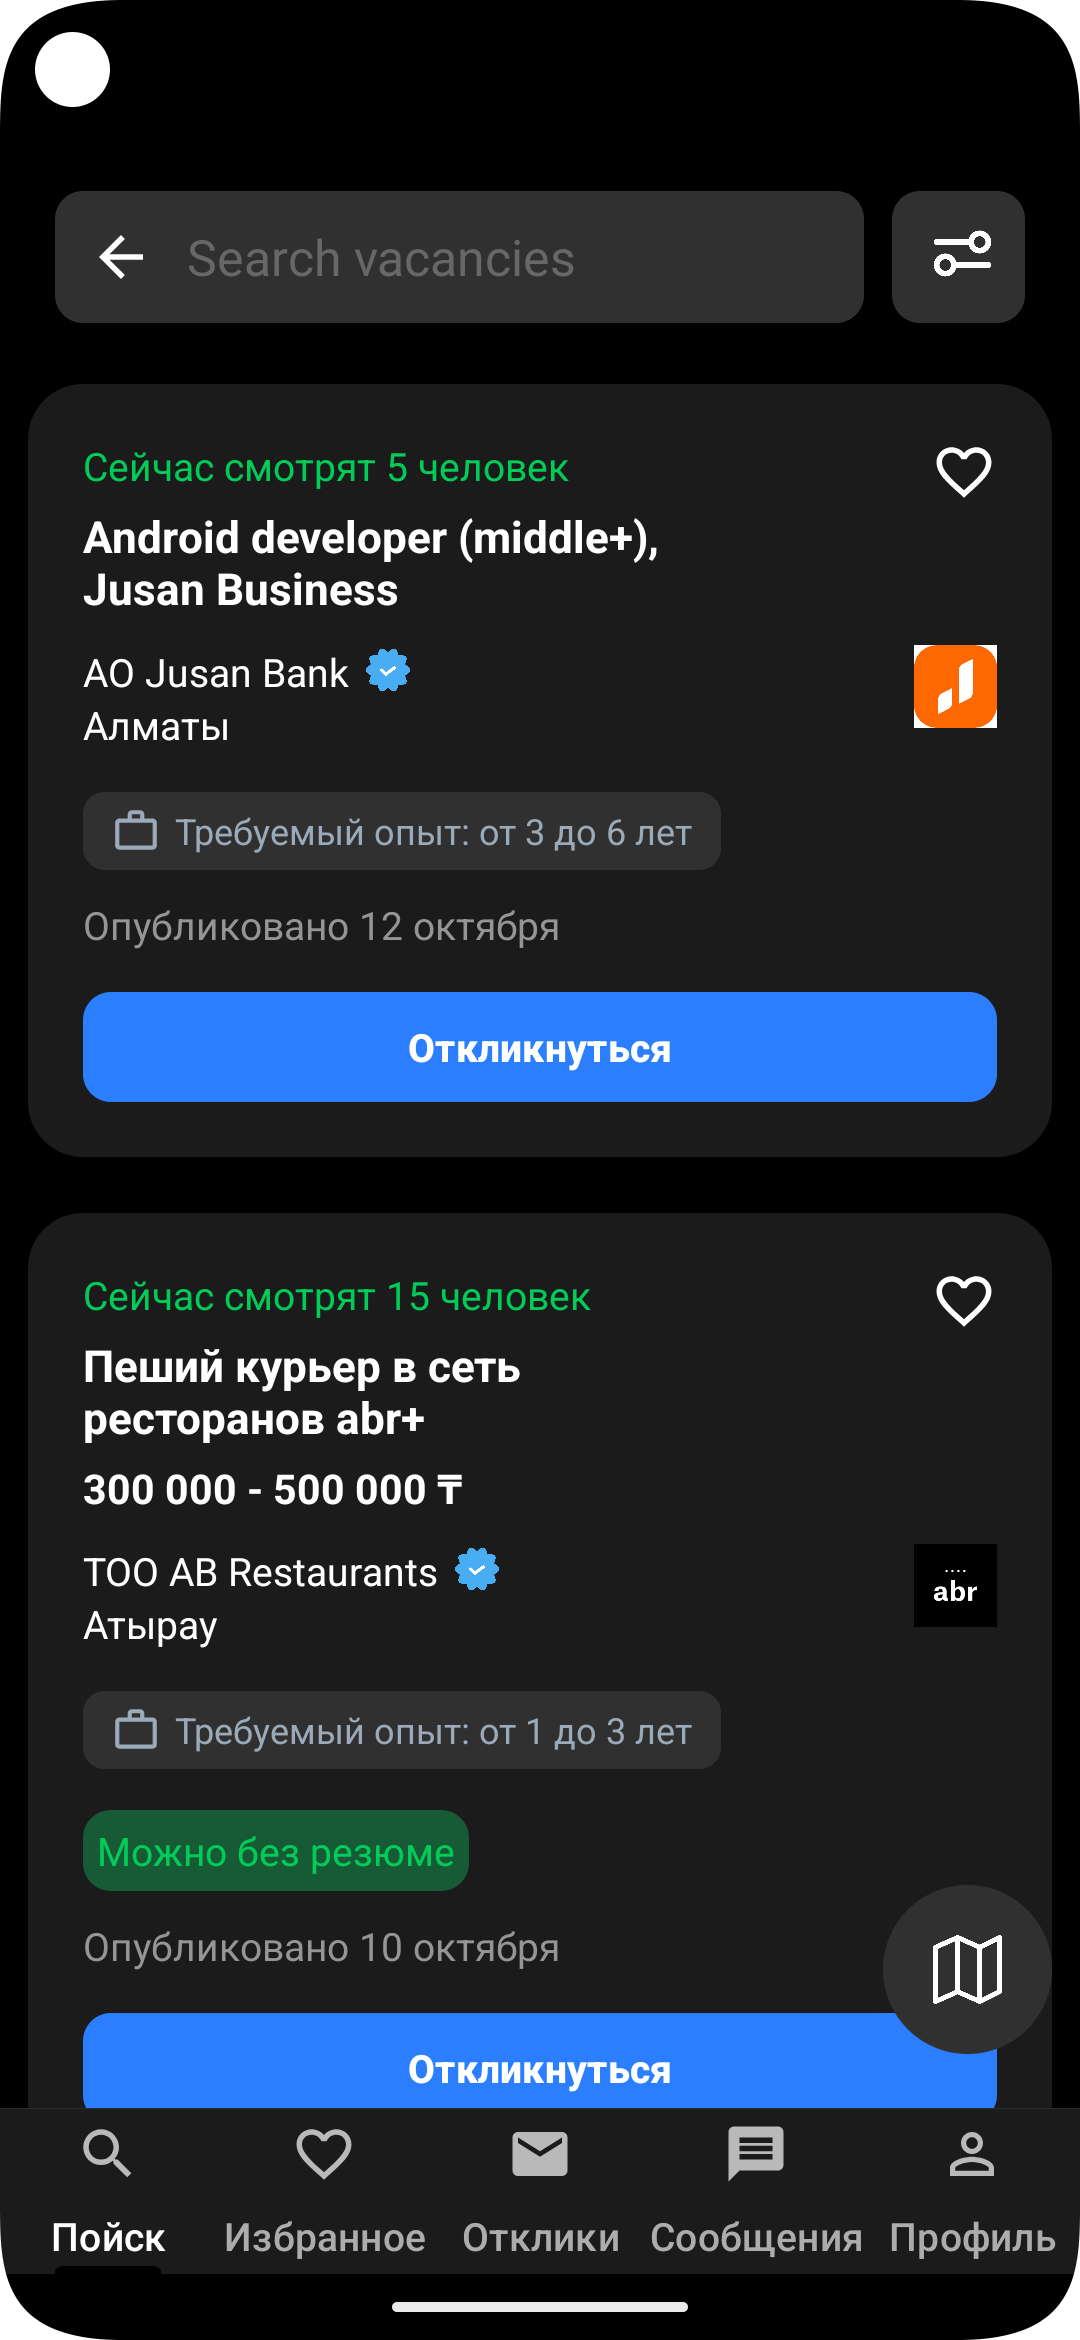 Search vacancies
Сейчас смотрят 5 человек
Android developer (middle+),
Jusan Business
АО Jusan Bank
Алматы
Требуемый опыт: от 3 до 6 лет
Опубликовано 12 октября
Откликнуться
Сейчас смотрят 15 человек
Пеший курьер в сеть
ресторанов abr+
300 000 - 500 000 ₸
ТОО AB Restaurants
abr
Атырау
Требуемый опыт: от 1 до 3 лет
Можно без резюме
Опубликовано 10 октября
Откликнуться
Пойск Избранное Отклики Сообщения Профиль